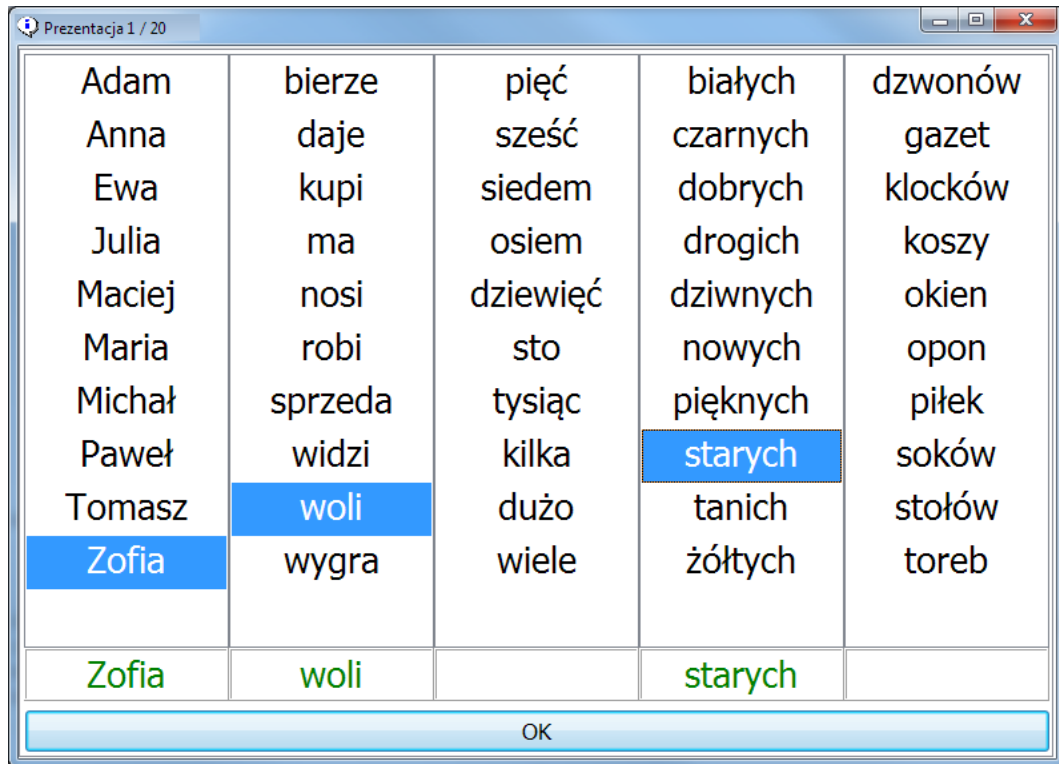 Prezentacja 1 / 20
Adam bierze pięć białych dzwonów
Anna daje sześć czarnych gazet
Ewa kupi siedem dobrych klocków
Julia ma osiem drogich koszy
Maciej nosi dziewięć dziwnych okien
Maria robi sto nowych opon
Michał sprzeda tysiąc pięknych piłek
Paweł widzi kilka starych soków
Tomasz woli dużo tanich stołów
Zofia wygra wiele żółtych toreb
Zofia woli starych
OK